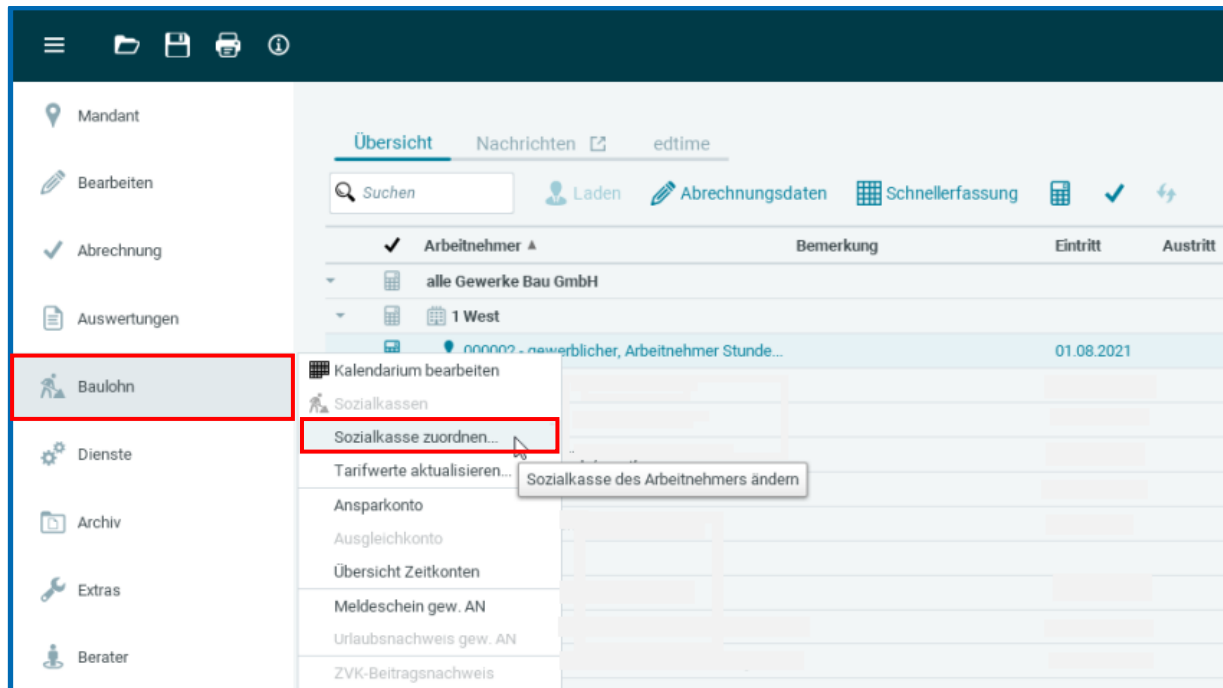 Mandant
Bearbeiten
Abrechnung
Auswertungen
Baulohn
Dienste
Archiv
Extras
Berater
Übersicht Nachrichten edtime
Suchen Laden Abrechnungsdaten Schnellerfassung
Arbeitnehmer Bemerkung Eintritt Austritt
alle Gewerke Bau GmbH
1 West
000002 - gewerblicher, Arbeitnehmer Stunde... 01.08.2021
Kalendarium bearbeiten
Sozialkassen
Sozialkasse zuordnen...
Tarifwerte aktualisieren...
Sozialkasse des Arbeitnehmers ändern
Ansparkonto
Ausgleichkonto
Übersicht Zeitkonten
Meldeschein gew. AN
Urlaubsnachweis gew. AN
ZVK-Beitragsnachweis